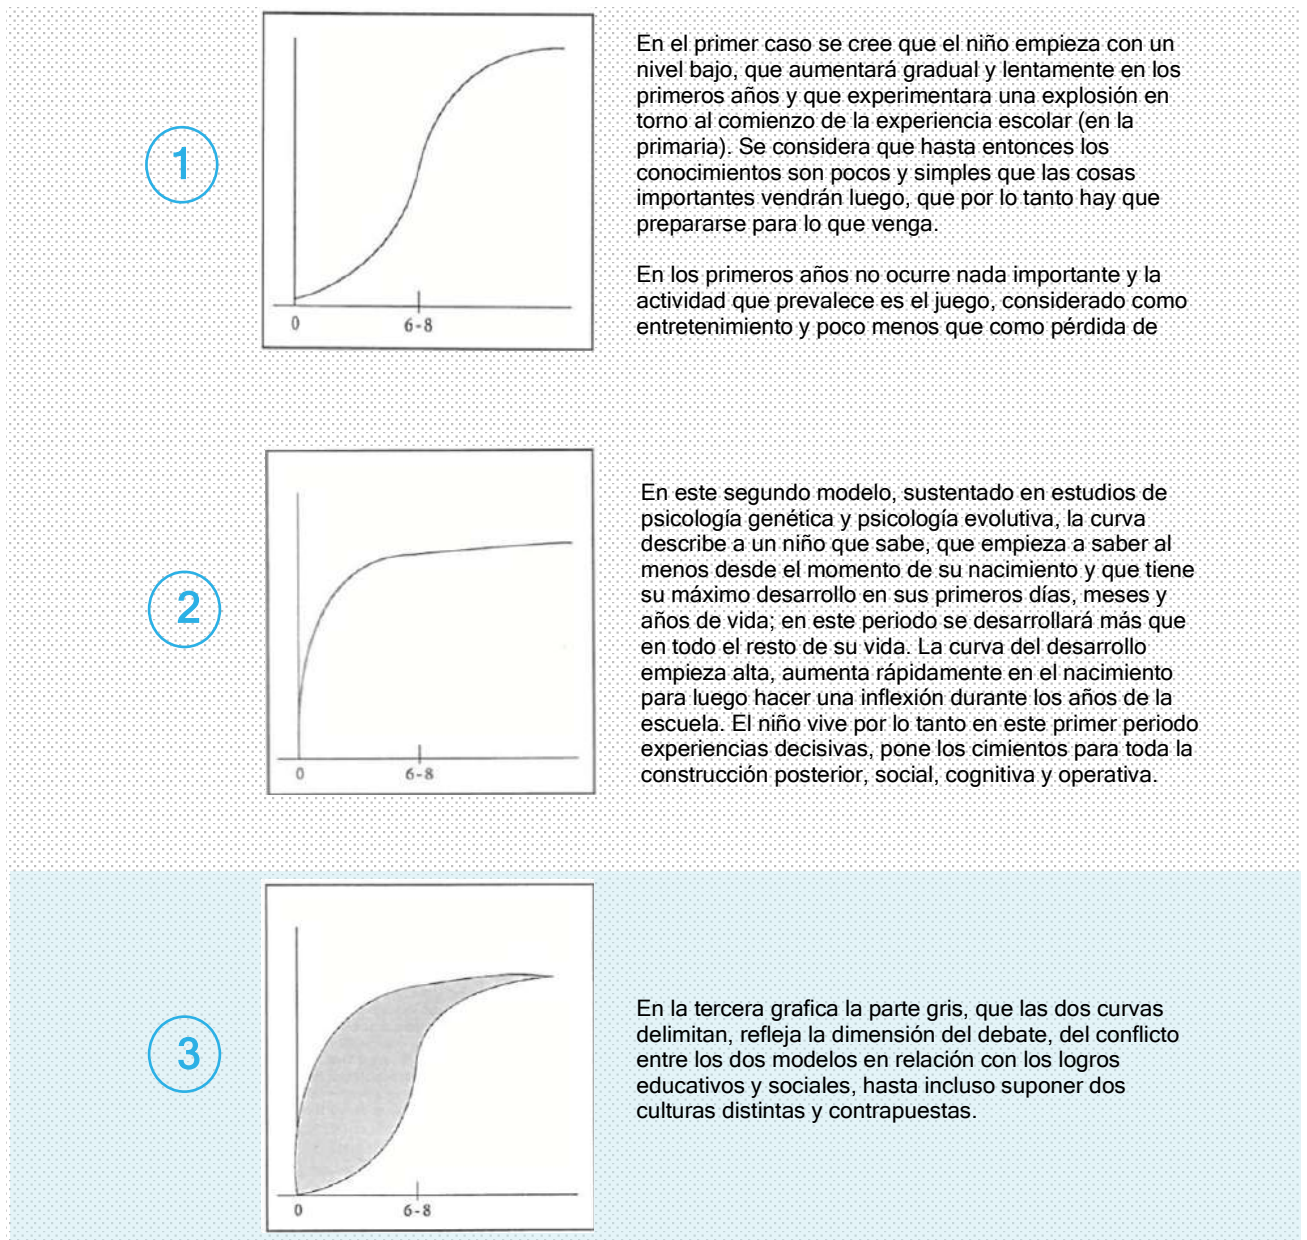 En el primer caso se cree que el niño empieza con un
nivel bajo, que aumentará gradual y lentamente en los
primeros años y que experimentara una explosión en
torno al comienzo de la experiencia escolar (en la
primaria). Se considera que hasta entonces los
conocimientos son pocos y simples que las cosas
importantes vendrán luego, que por lo tanto hay que
prepararse para lo que venga.
En los primeros años no ocurre nada importante y la
actividad que prevalece es el juego, considerado como
entretenimiento y poco menos que como pérdida de
1
0 6-8
En este segundo modelo, sustentado en estudios de
psicología genética y psicología evolutiva, la curva
describe a un niño que sabe, que empieza a saber al
menos desde el momento de su nacimiento y que tiene
su máximo desarrollo en sus primeros días, meses y
años de vida; en este periodo se desarrollará más que
en todo el resto de su vida. La curva del desarrollo
empieza alta, aumenta rápidamente en el nacimiento
para luego hacer una inflexión durante los años de la
escuela. El niño vive por lo tanto en este primer periodo
experiencias decisivas, pone los cimientos para toda la
construcción posterior, social, cognitiva y operativa.
2
0 6-8
En la tercera grafica la parte gris, que las dos curvas
delimitan, refleja la dimensión del debate, del conflicto
entre los dos modelos en relación con los logros
educativos y sociales, hasta incluso suponer dos
culturas distintas y contrapuestas.
3
0 6-8